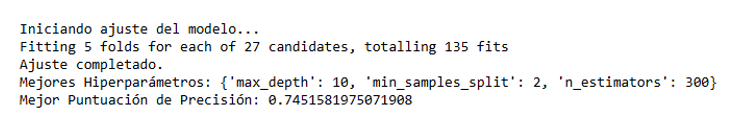 Iniciando ajuste del modelo...
Fitting 5 folds for each of 27 candidates, totalling 135 fits
Ajuste completado.
Mejores Hiperparámetros: {'max_depth': 10, 'min_samples_split': 2, 'n_estimators': 300}
Mejor Puntuación de Precisión: 0.7451581975071908